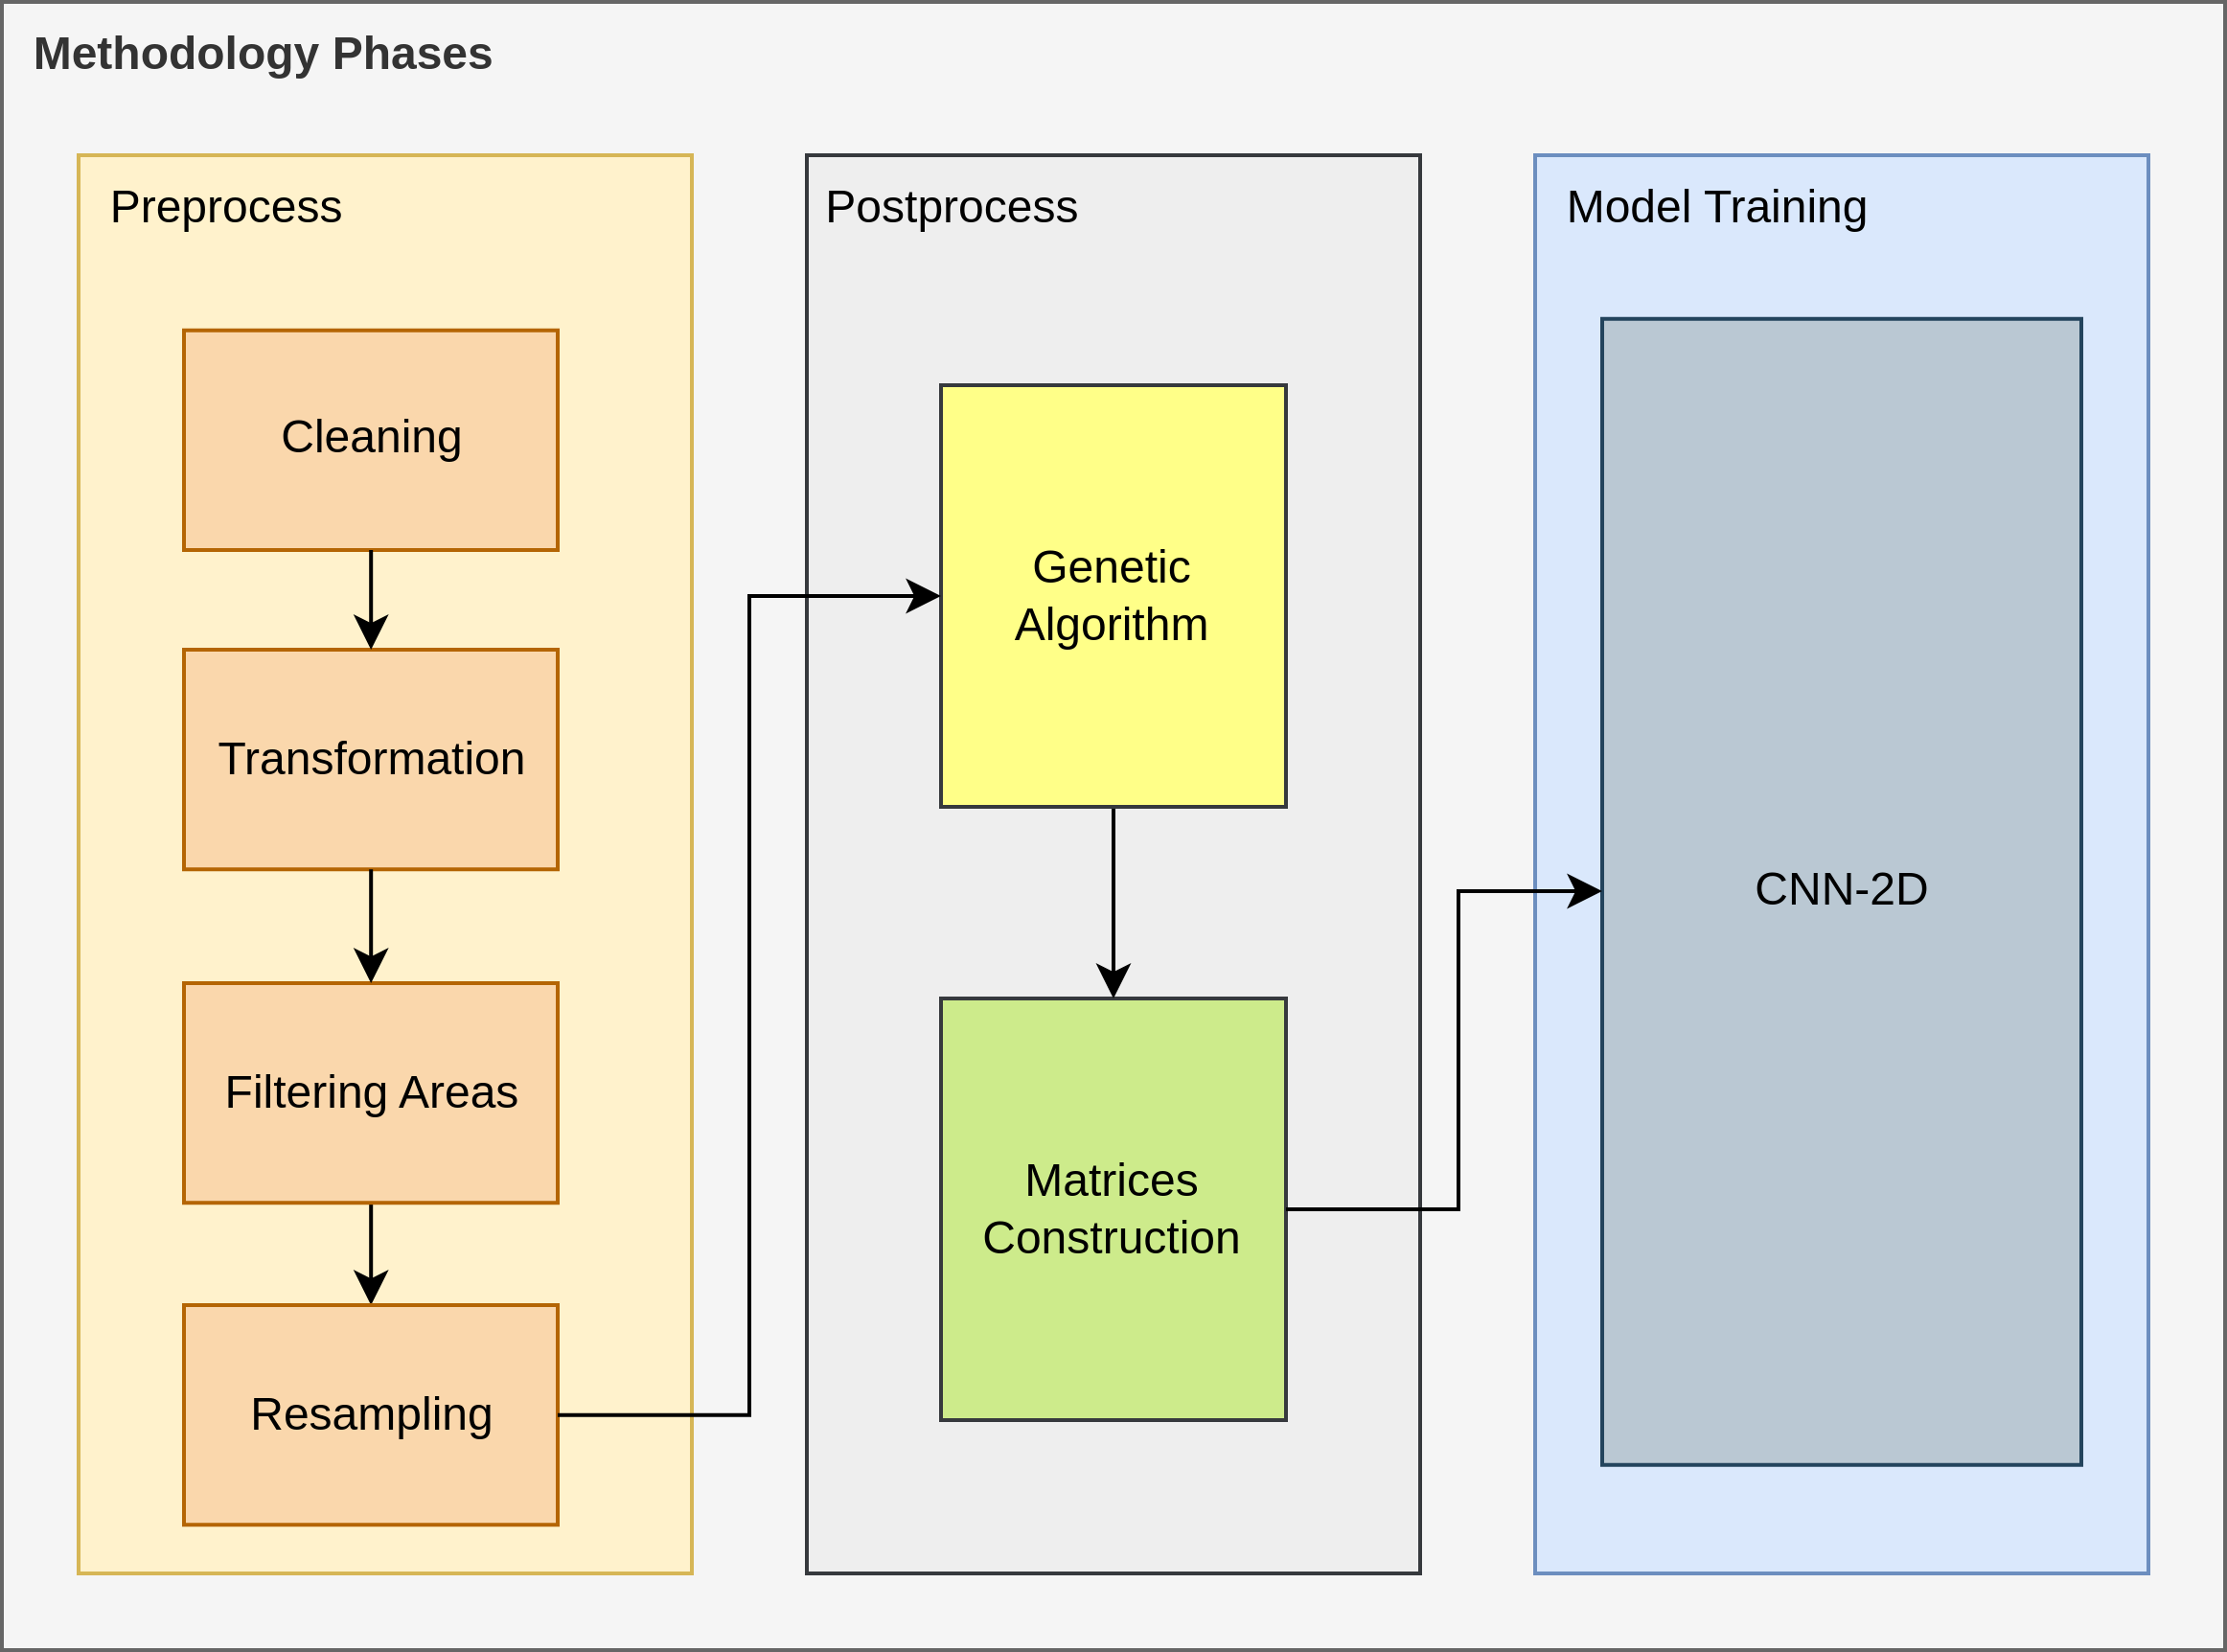 Methodology Phases
Preprocess
Cleaning
Transformation
Filtering Areas
Resampling
Postprocess
Genetic
Algorithm
Matrices
Construction
Model Training
CNN-2D